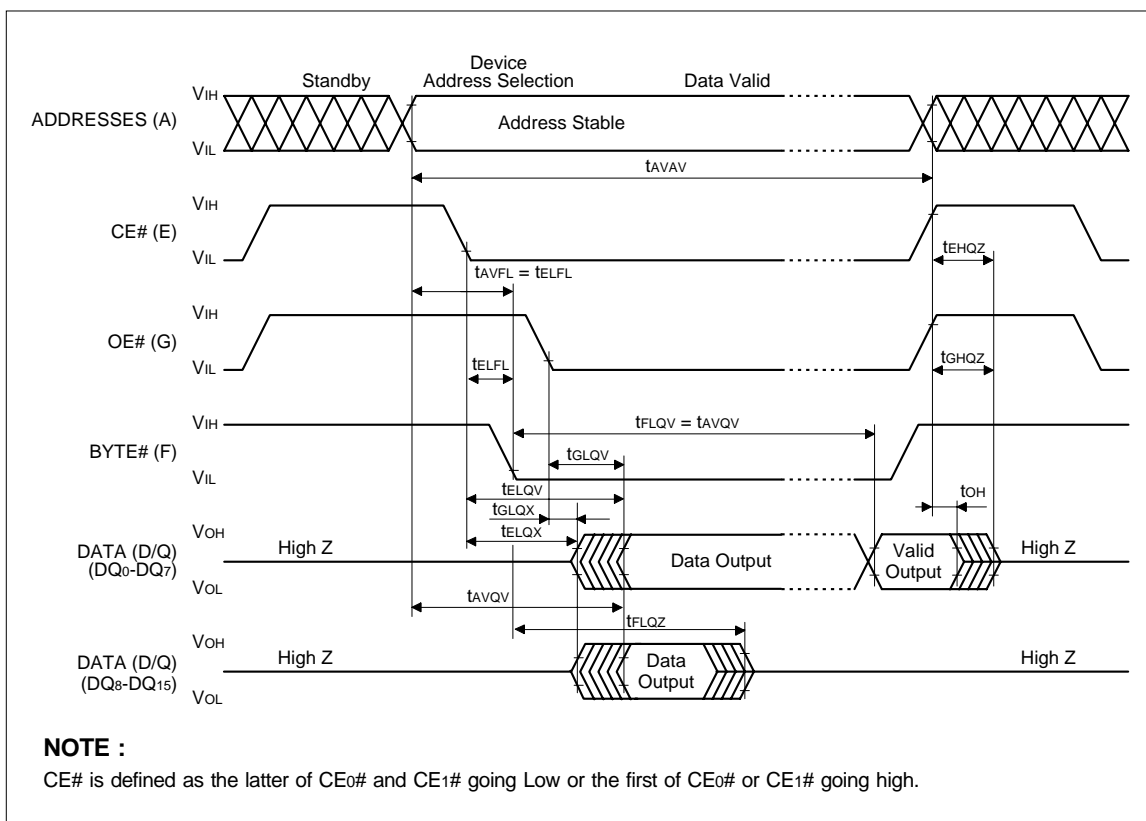 Device
Standby Address Selection Data Valid
VIH
ADDRESSES (A) Address Stable
VIL
tAVAV
VIH
CE# (E)
VIL
tEHQZ
tAVFL = tELFL
VIH
OE# (G)
VIL
tELFL
tGHQZ
VIH
BYTE# (F)
VIL
tFLQV = tAVQV
tGLQV
tELQV
tGLQX
tELQX
tOH
VOH
DATA (D/Q)
(DQ0-DQ7)
VOL
High Z Data Output Valid
Output High Z
tAVQV
tFLQZ
VOH
DATA (D/Q)
(DQ8-DQ15)
VOL
High Z Data
Output High Z
NOTE :
CE# is defined as the latter of CE0# and CE1# going Low or the first of CE0# or CE1# going high.